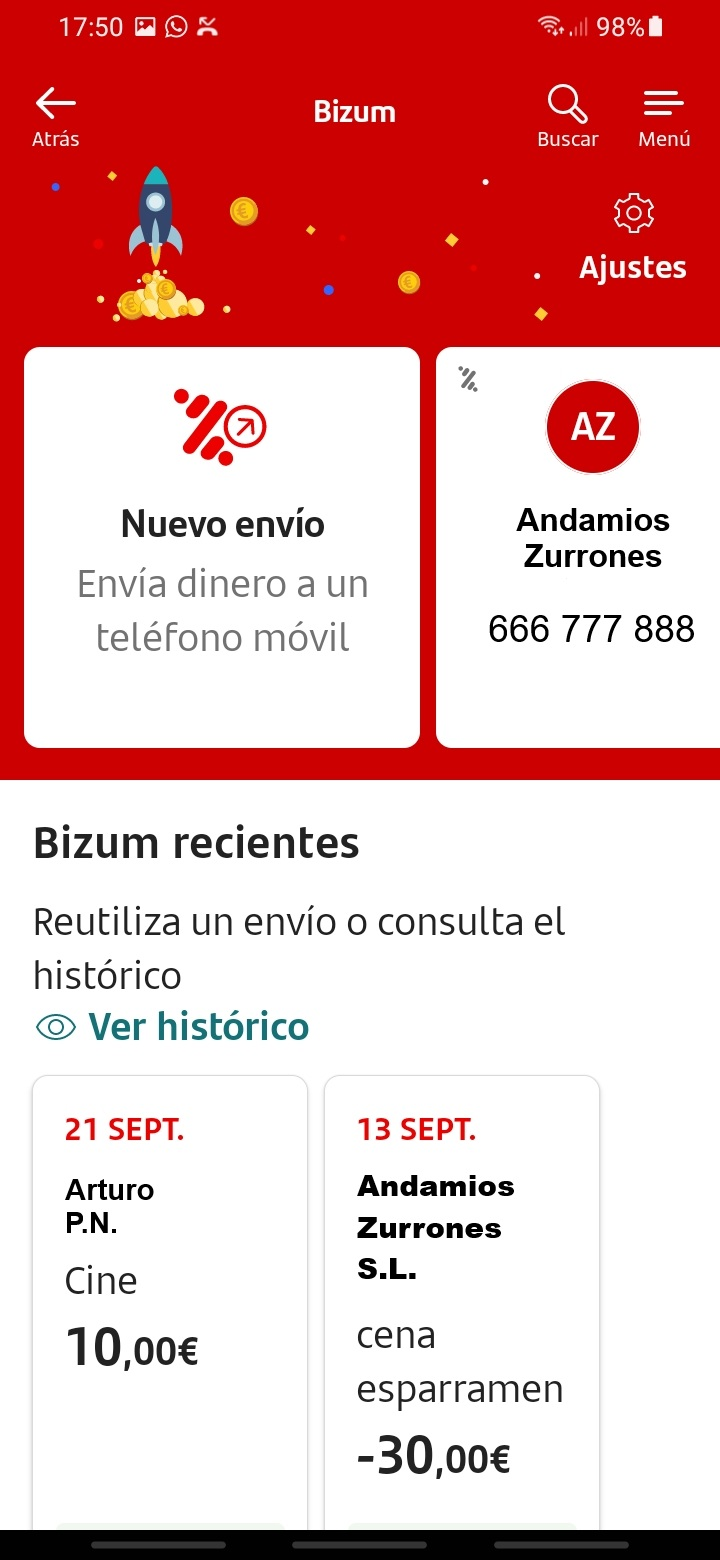 17:50
98%
Atrás
Bizum
Buscar
Menú
Ajustes
Nuevo envío
Envía dinero a un
teléfono móvil
AZ
Andamios
Zurrones
666 777 888
Bizum recientes
Reutiliza un envío o consulta el
histórico
Ver histórico
21 SEPT.
Arturo
P.N.
Cine
10,00€
13 SEPT.
Andamios
Zurrones
S.L.
cena
esparramen
-30,00€